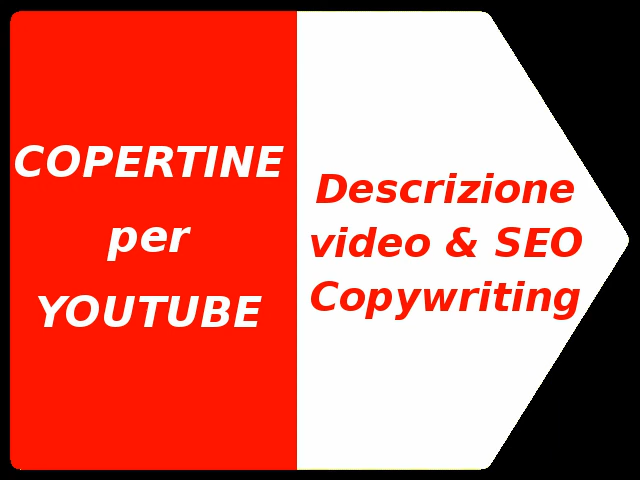 COPERTINE
per
YOUTUBE
Descrizione
video & SEO
Copywriting